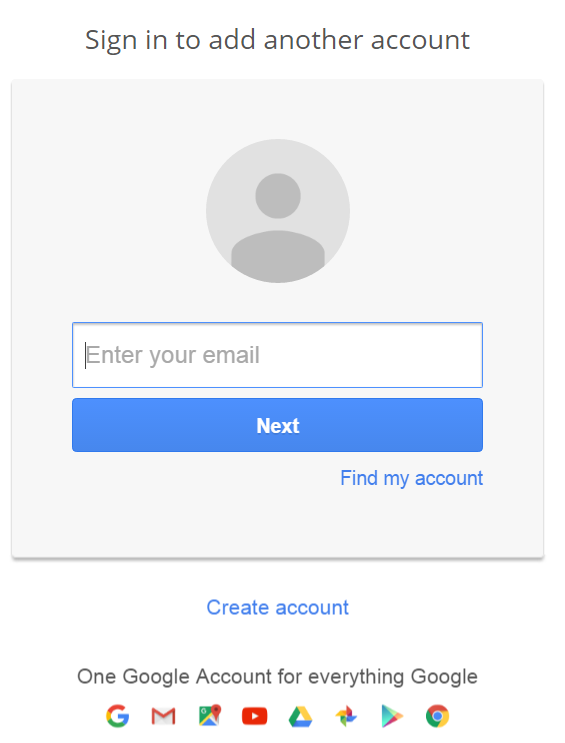 Sign in to add another account
Enter your email
Next
Find my account
Create account
One Google Account for everything Google